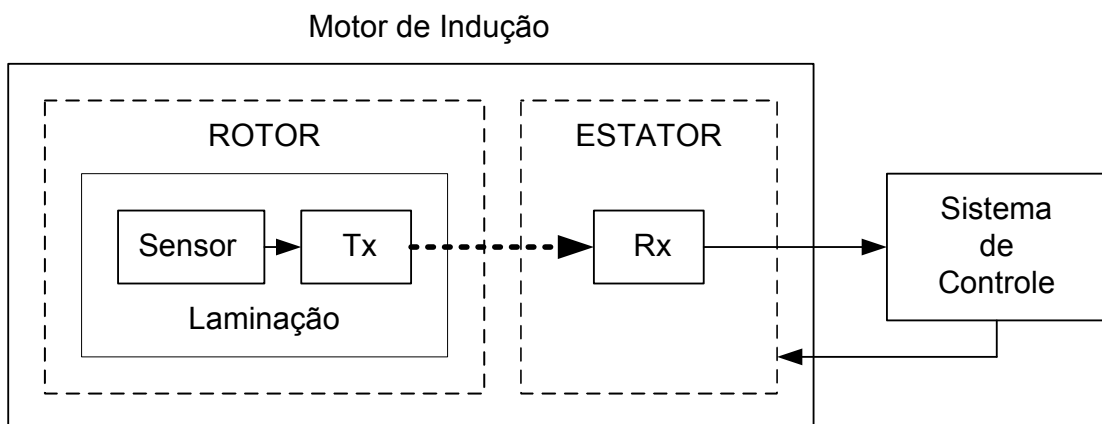 Motor de Indução
ROTOR
ESTATOR
Sensor
Tx
Rx
Laminação
Sistema
de
Controle